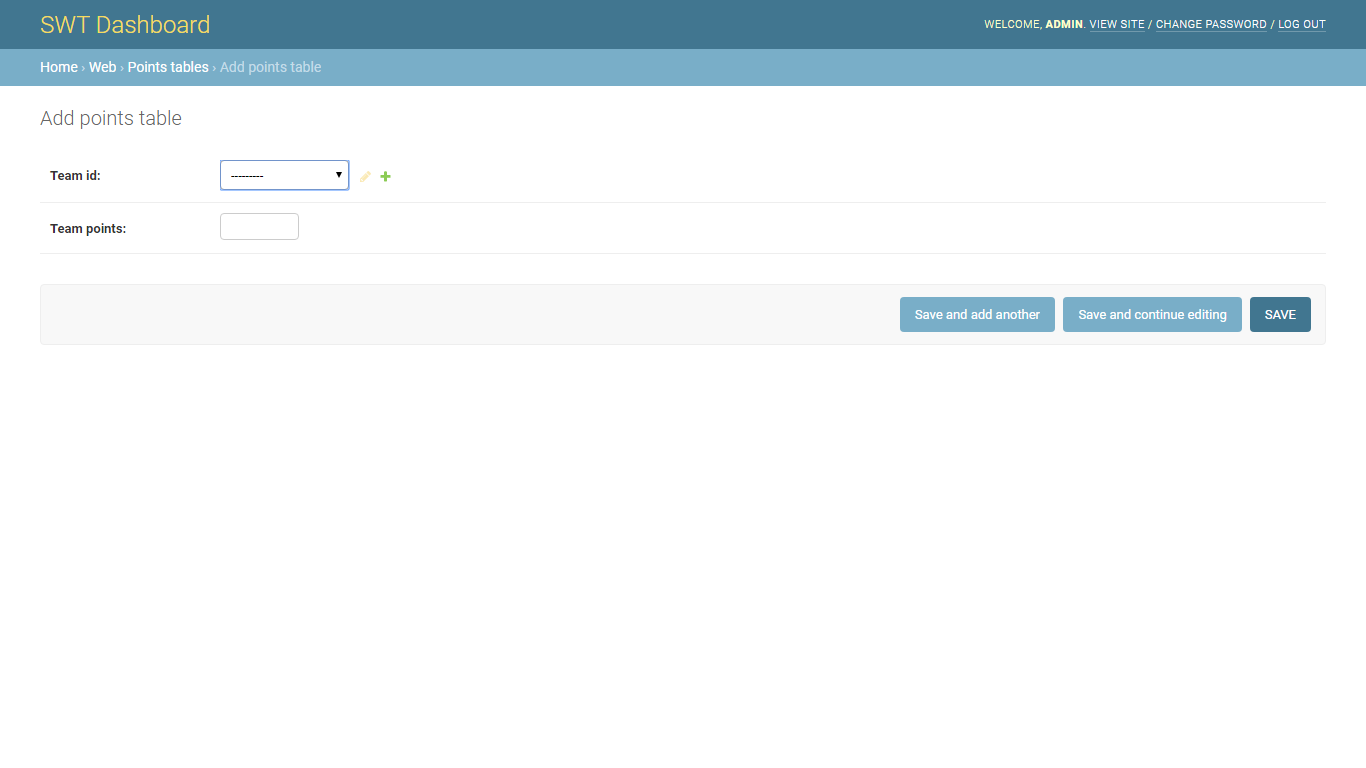 SWT Dashboard
WELCOME, ADMIN. VIEW SITE / CHANGE PASSWORD / LOG OUT
Home › Web › Points tables › Add points table
Add points table
Team id: ---------
Team points:
Save and add another Save and continue editing SAVE